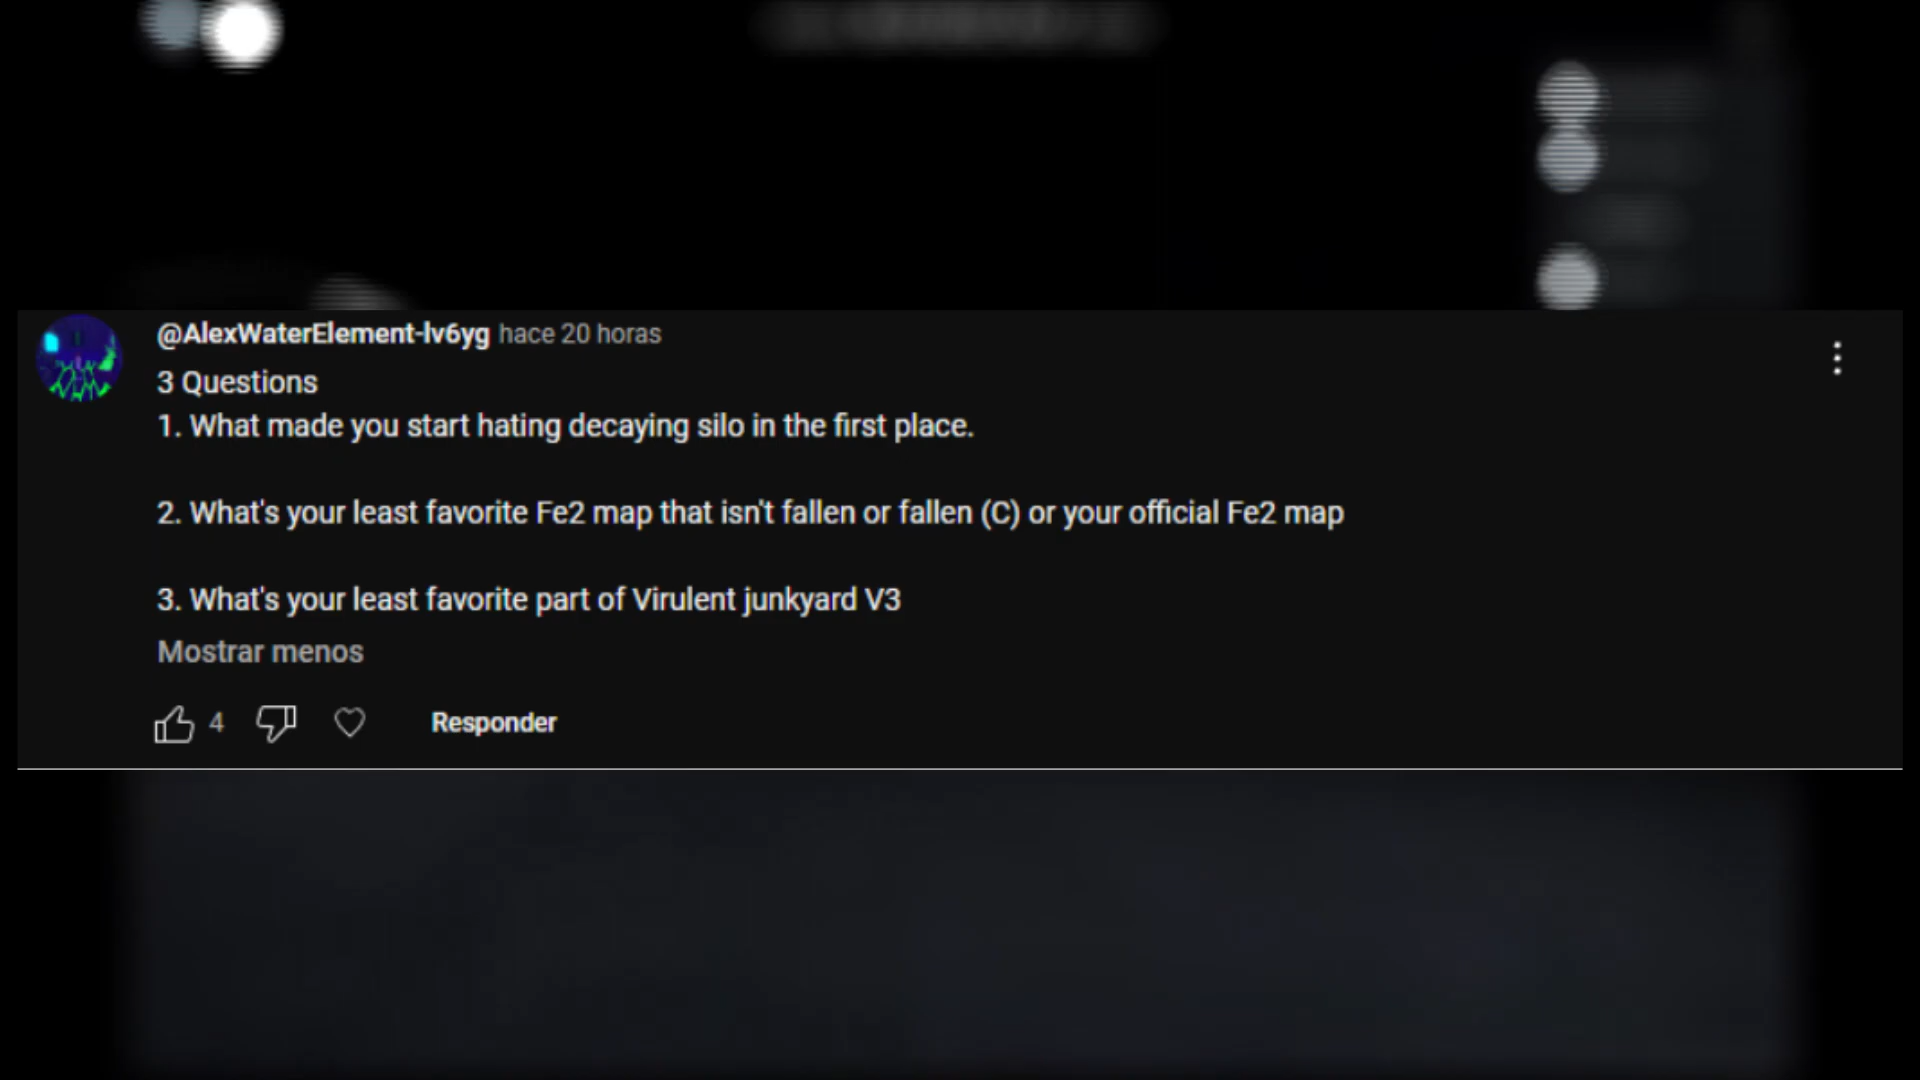 @AlexWaterElement-lv6yg hace 20 horas
3 Questions
1. What made you start hating decaying silo in the first place.
2. What's your least favorite Fe2 map that isn't fallen or fallen (C) or your official Fe2 map
3. What's your least favorite part of Virulent junkyard V3
Mostrar menos
4 Responder